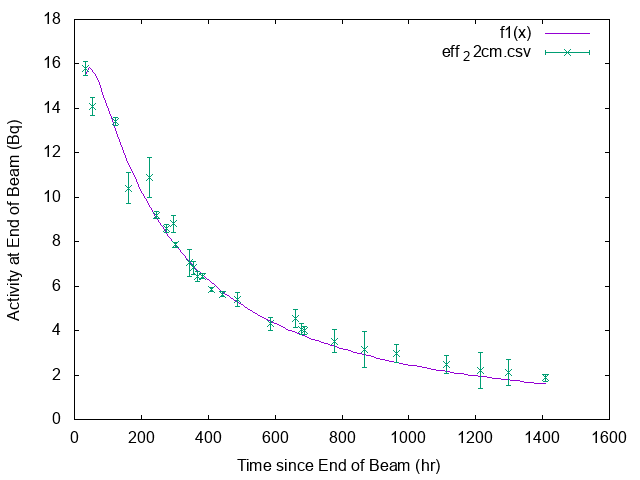 18
16
14
12
10
8
6
4
2
0
Activity at End of Beam (Bq)
f1(x)
eff₂2cm.csv
0 200 400 600 800 1000 1200 1400 1600
Time since End of Beam (hr)